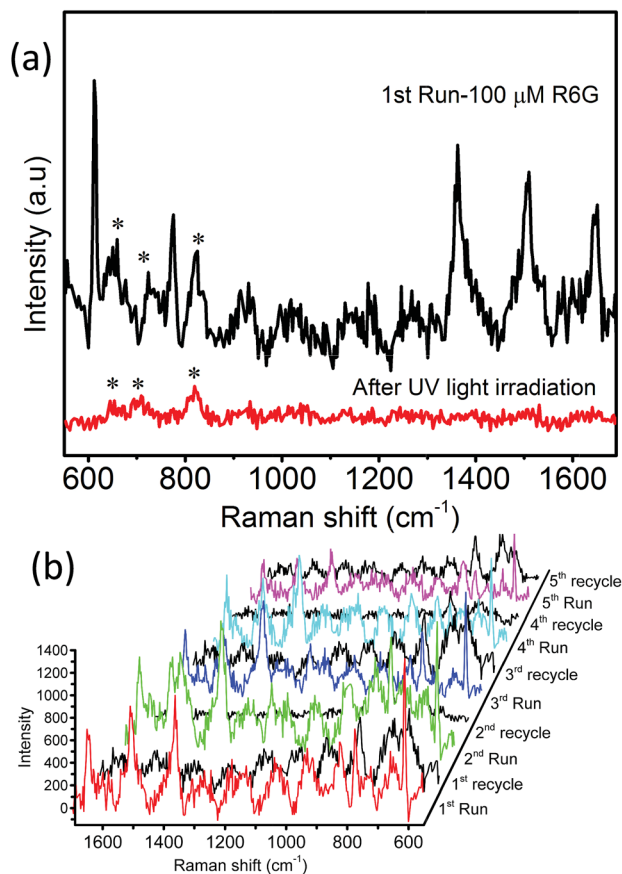 (a)
1st Run-100 μM R6G
*
*
*
Intensity (a.u)
After UV light irradiation
*
*
*
600 800 1000 1200 1400 1600
Raman shift (cm-1)
(b)
5th recycle
5th Run
4th recycle
4th Run
3rd recycle
3rd Run
2nd recycle
2nd Run
1st recycle
1st Run
Intensity
1400
1200
1000
800
600
400
200
0
1600 1400 1200 1000 800 600
Raman shift (cm-1)